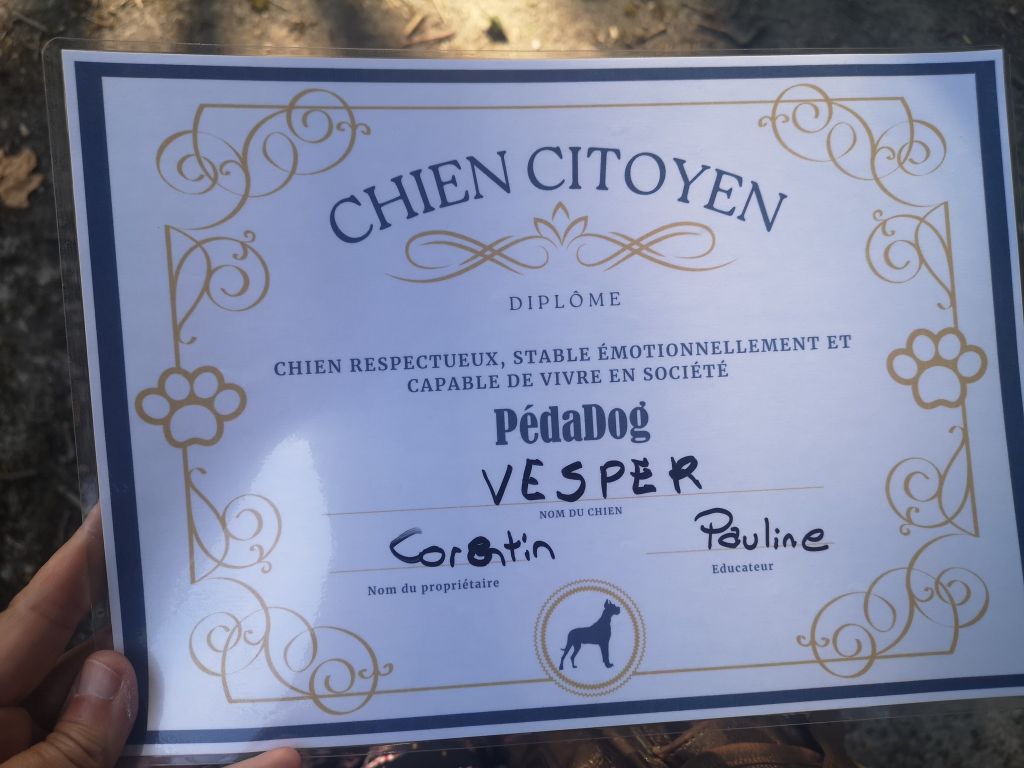 CHIEN CITOYEN
DIPLÔME
CHIEN RESPECTUEUX, STABLE ÉMOTIONNELLEMENT ET
CAPABLE DE VIVRE EN SOCIÉTÉ
PédaDog
VESPER
NOM DU CHIEN
Corentin
Nom du propriétaire
Pauline
Educateur